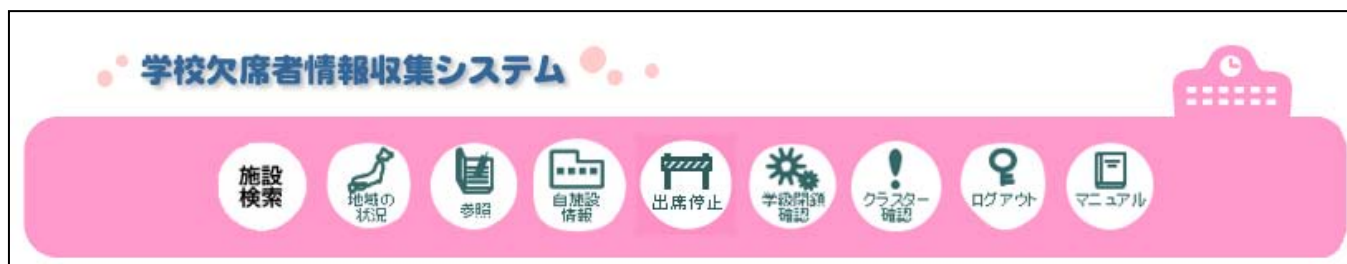 学校欠席者情報収集システム
施設
検索
地域の
状況
参照
自施設
情報
出席停止
学級閉鎖
確認
クラスター
確認
ログアウト
マニュアル